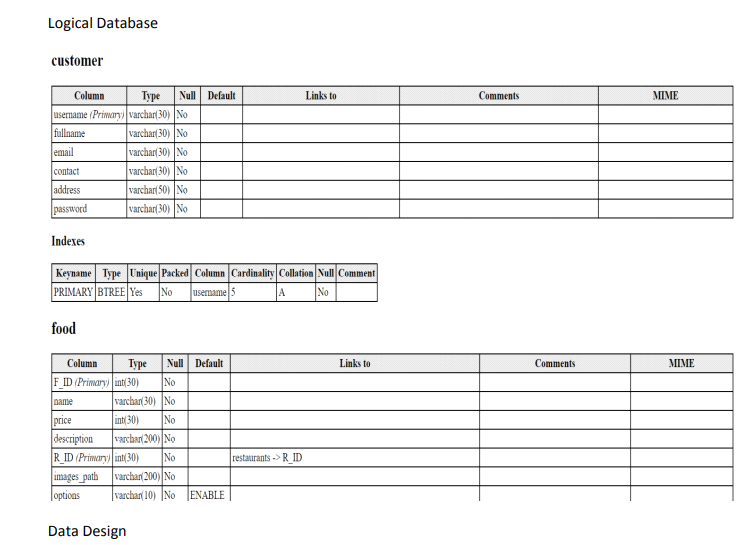 Logical Database
customer
Column Type Null Default Links to Comments MIME
username (Primary) varchar(30) No
fullname varchar(30) No
email varchar(30) No
contact varchar(30) No
address varchar(50) No
password varchar(30) No
Indexes
Keyname Type Unique Packed Column Cardinality Collation Null Comment
PRIMARY BTREE Yes No username 5 A No
food
Column Type Null Default Links to Comments MIME
F_ID (Primary) int(30) No
name varchar(30) No
price int(30) No
description varchar(200) No
R_ID (Primary) int(30) No restaurants -> R_ID
images_path varchar(200) No
options varchar(10) No ENABLE
Data Design